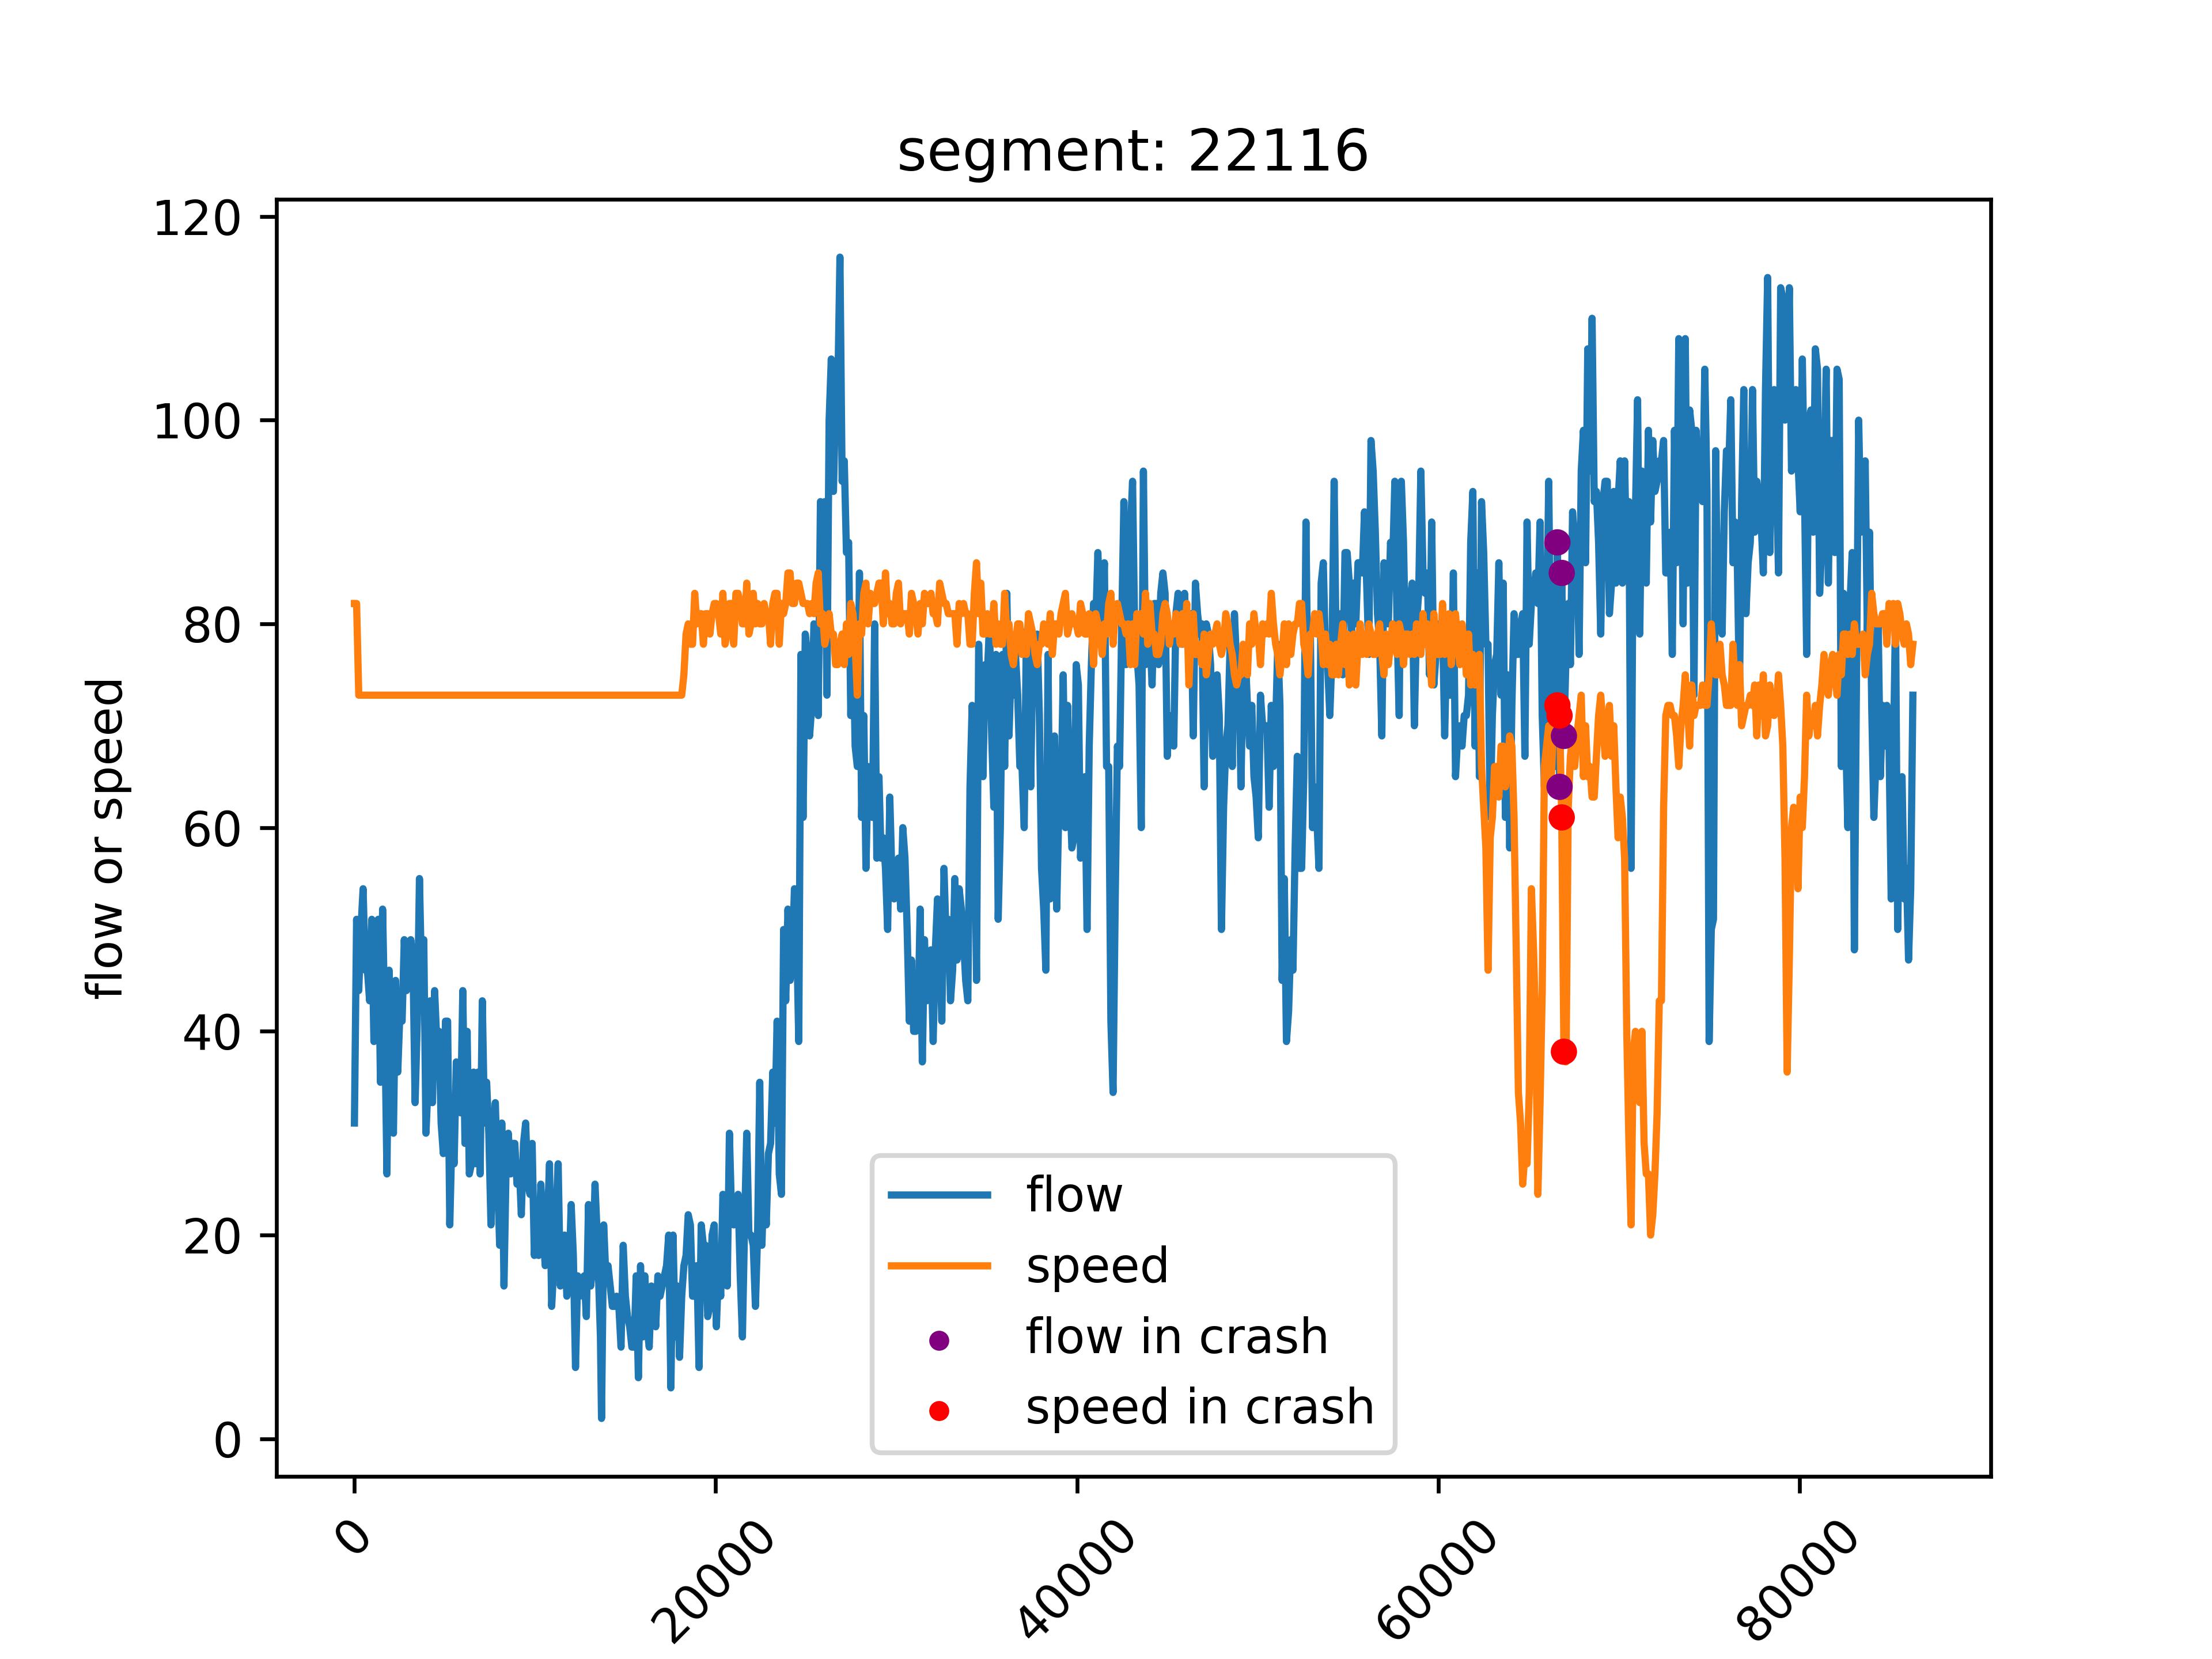 segment: 22116
120
100
80
60
40
20
0
flow or speed
flow
speed
flow in crash
speed in crash
0
20000
40000
60000
80000